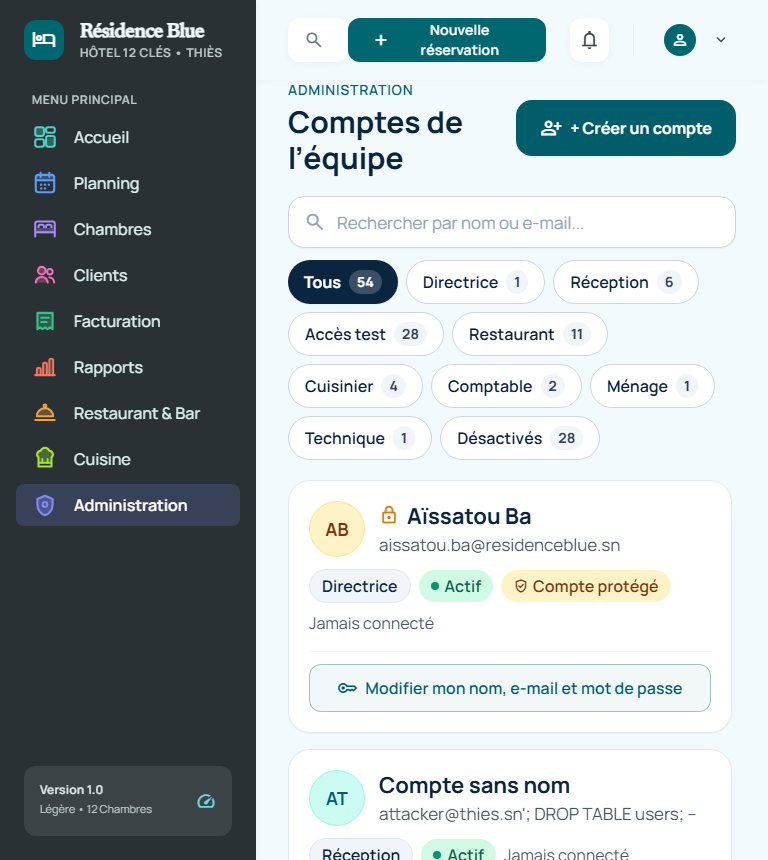 Résidence Blue
HÔTEL 12 CLÉS • THIÈS
MENU PRINCIPAL
Accueil
Planning
Chambres
Clients
Facturation
Rapports
Restaurant & Bar
Cuisine
Administration
Version 1.0
Légère • 12 Chambres
Nouvelle
réservation
ADMINISTRATION
Comptes de
l'équipe
+ Créer un compte
Rechercher par nom ou e-mail...
Tous 54 Directrice 1 Réception 6
Accès test 28 Restaurant 11
Cuisinier 4 Comptable 2 Ménage 1
Technique 1 Désactivés 28
AB Aïssatou Ba
aissatou.ba@residenceblue.sn
Directrice Actif Compte protégé
Jamais connecté
Modifier mon nom, e-mail et mot de passe
AT Compte sans nom
attacker@thies.sn'; DROP TABLE users; –
Réception Actif Jamais connecté